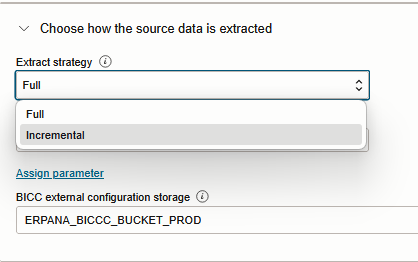 Choose how the source data is extracted
Extract strategy
Full
Full
Incremental
Assign parameter
BICC external configuration storage
ERPANA_BICCC_BUCKET_PROD